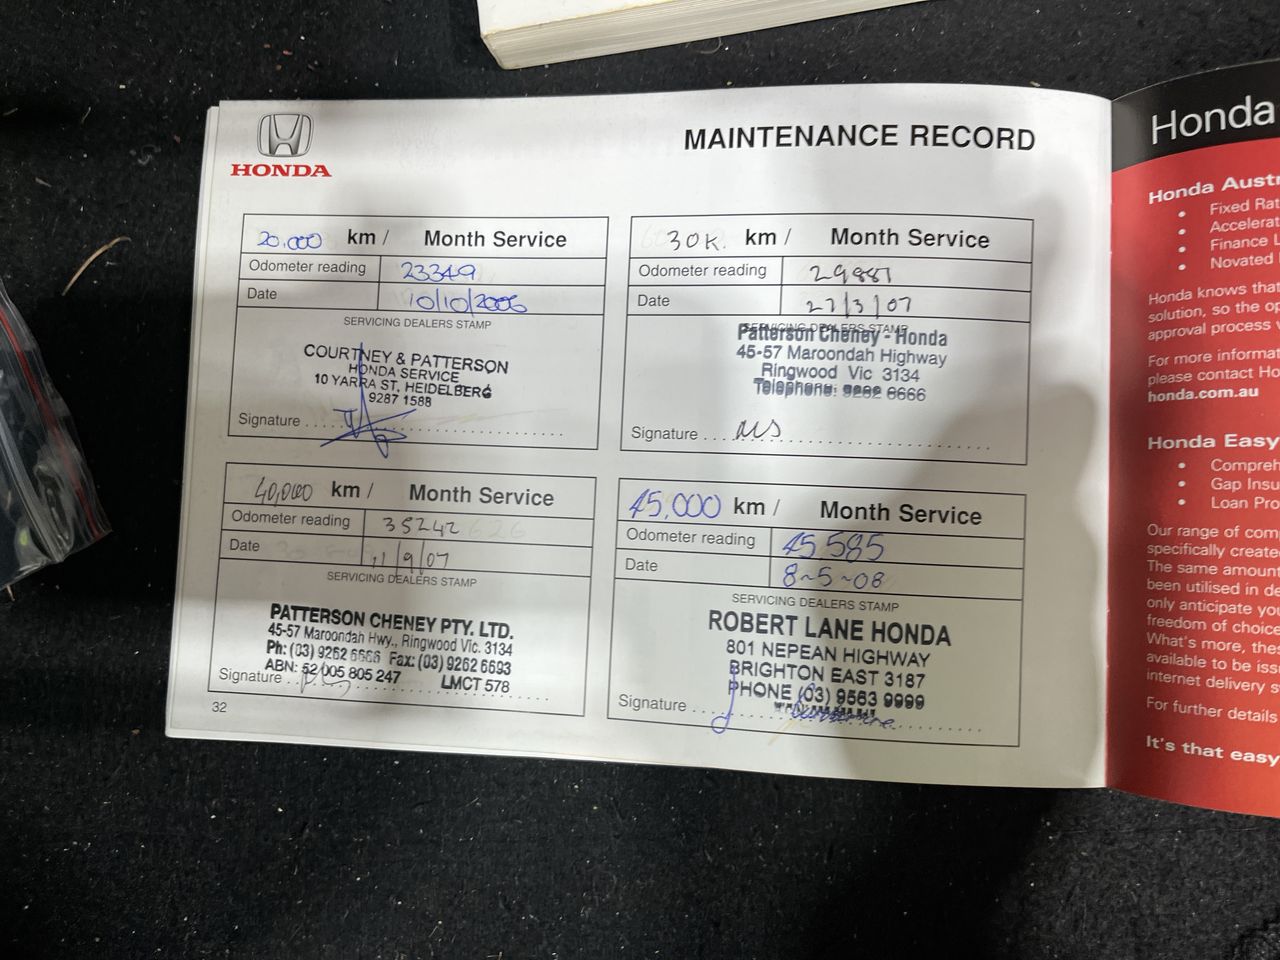 HONDA
MAINTENANCE RECORD
20,000 km / Month Service
Odometer reading 23349
Date 10/10/2006
SERVICING DEALERS STAMP
COURTNEY & PATTERSON
HONDA SERVICE
10 YARRA ST, HEIDELBERG
9287 1588
Signature
30K. km / Month Service
Odometer reading 29881
Date 27/3/07
SERVICING DEALERS STAMP
Patterson Cheney - Honda
45-57 Maroondah Highway
Ringwood Vic 3134
Telephone: 9262 6666
Signature
40,000 km / Month Service
Odometer reading 35242
Date 11/9/07
SERVICING DEALERS STAMP
PATTERSON CHENEY PTY. LTD.
45-57 Maroondah Hwy., Ringwood Vic. 3134
Ph: (03) 9262 6666 Fax: (03) 9262 6693
ABN: 52 005 805 247 LMCT 578
Signature
45,000 km / Month Service
Odometer reading 45585
Date 8-5-08
SERVICING DEALERS STAMP
ROBERT LANE HONDA
801 NEPEAN HIGHWAY
BRIGHTON EAST 3187
PHONE (03) 9563 9999
Signature
32
Honda
Honda Austr
• Fixed Rat
• Accelerat
• Finance L
• Novated
Honda knows that
solution, so the op
approval process
For more informat
please contact Ho
honda.com.au
Honda Easy
• Compreh
• Gap Insu
• Loan Pro
Our range of comp
specifically create
The same amount
been utilised in de
only anticipate you
freedom of choice
What's more, thes
available to be iss
internet delivery s
For further details
It's that easy